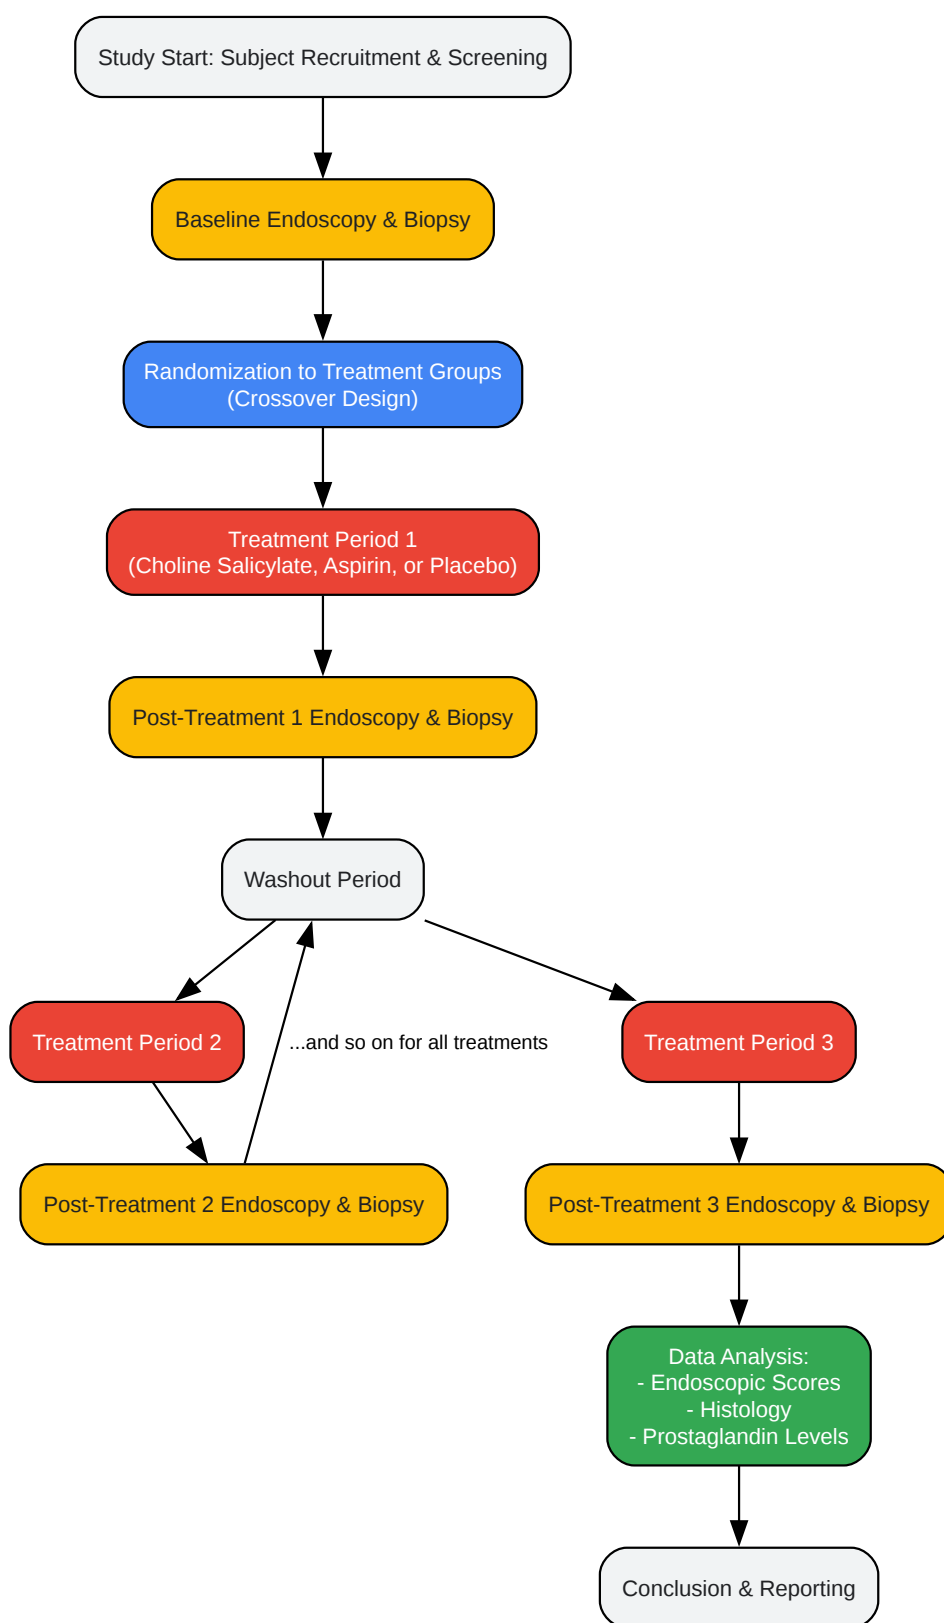 Study Start: Subject Recruitment & Screening
Baseline Endoscopy & Biopsy
Randomization to Treatment Groups
(Crossover Design)
Treatment Period 1
(Choline Salicylate, Aspirin, or Placebo)
Post-Treatment 1 Endoscopy & Biopsy
Washout Period
Treatment Period 2
...and so on for all treatments
Treatment Period 3
Post-Treatment 2 Endoscopy & Biopsy
Post-Treatment 3 Endoscopy & Biopsy
Data Analysis:
- Endoscopic Scores
- Histology
- Prostaglandin Levels
Conclusion & Reporting